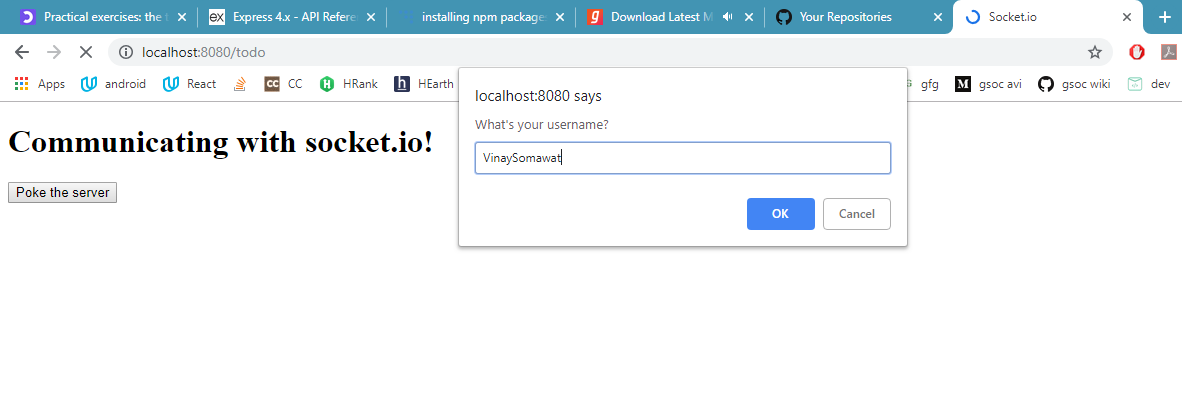 Practical exercises: the t
Express 4.x - API Refere
installing npm package
Download Latest M
Your Repositories
Socket.io
localhost:8080/todo
Apps
android
React
CC
HRank
HEarth
gfg
gsoc avi
gsoc wiki
dev
localhost:8080 says
What's your username?
VinaySomawat
OK
Cancel
Communicating with socket.io!
Poke the server